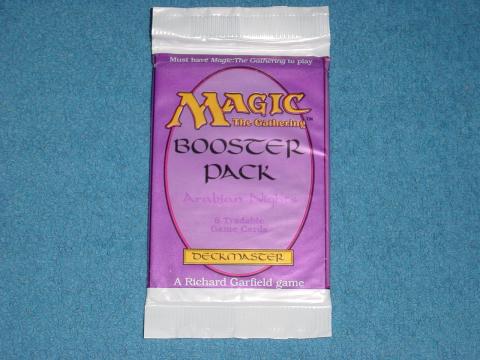 Must have Magic:The Gathering to play
MAGIC
The Gathering™
BOOSTER
PACK
Arabian Nights
8 Tradable
Game Cards
DECKMASTER
A Richard Garfield game